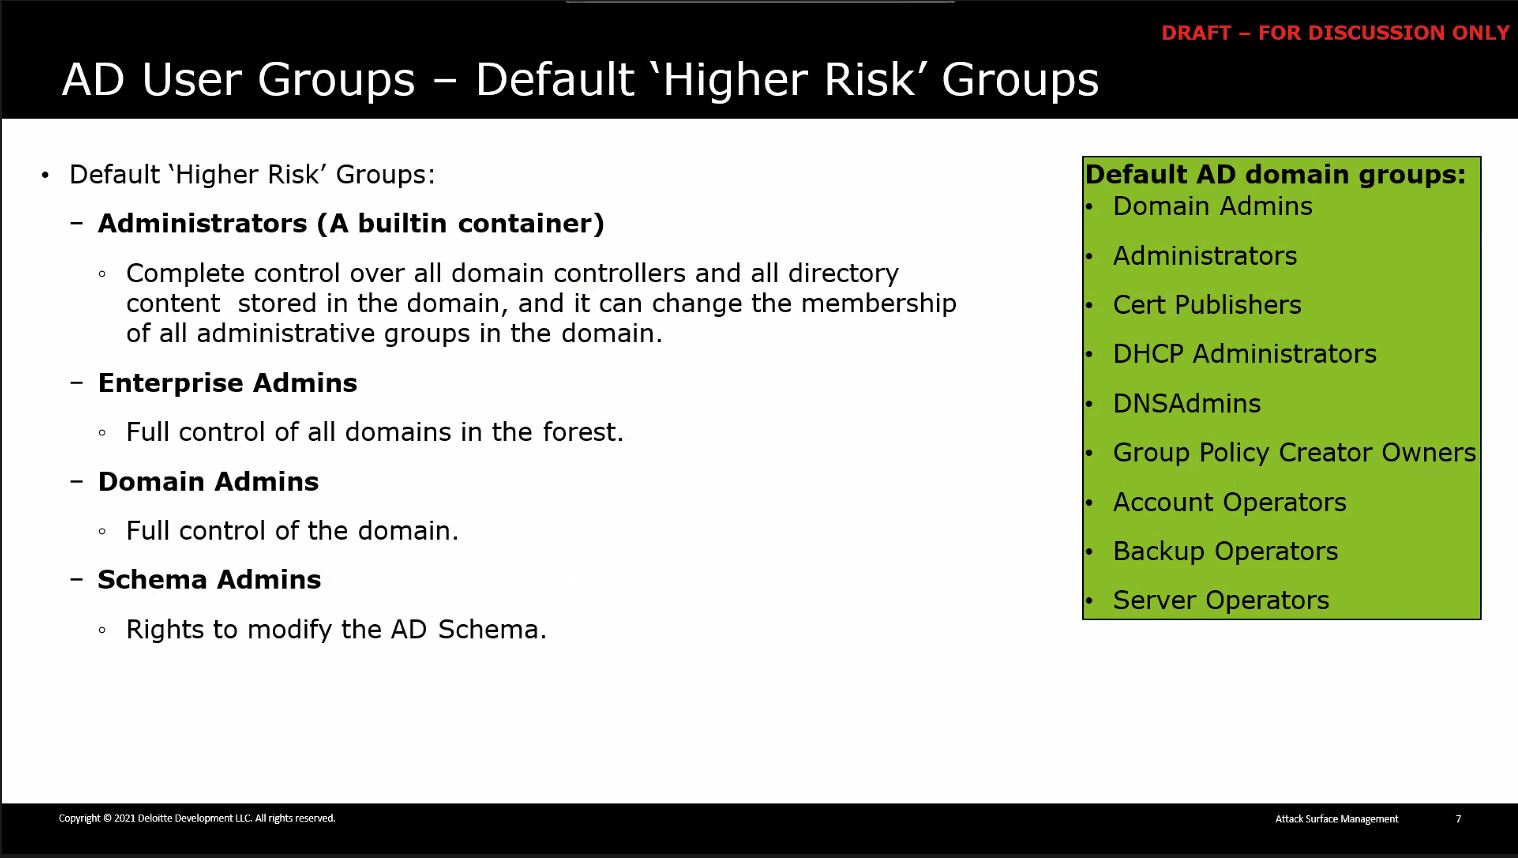 DRAFT – FOR DISCUSSION ONLY
AD User Groups – Default ‘Higher Risk’ Groups
• Default ‘Higher Risk’ Groups:
– Administrators (A builtin container)
◦ Complete control over all domain controllers and all directory
content  stored in the domain, and it can change the membership
of all administrative groups in the domain.
– Enterprise Admins
◦ Full control of all domains in the forest.
– Domain Admins
◦ Full control of the domain.
– Schema Admins
◦ Rights to modify the AD Schema.
Default AD domain groups:
• Domain Admins
• Administrators
• Cert Publishers
• DHCP Administrators
• DNSAdmins
• Group Policy Creator Owners
• Account Operators
• Backup Operators
• Server Operators
Copyright © 2021 Deloitte Development LLC. All rights reserved.
Attack Surface Management 7